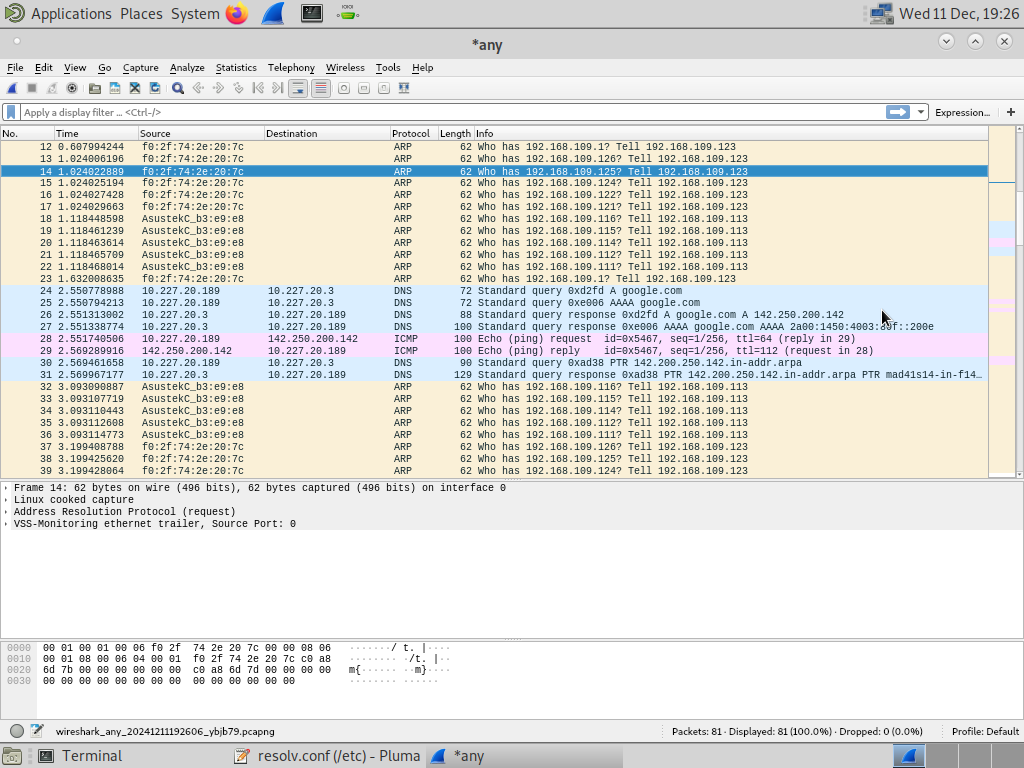 Applications Places System Wed 11 Dec, 19:26
*any
File Edit View Go Capture Analyze Statistics Telephony Wireless Tools Help
Apply a display filter ... <Ctrl-/> Expression... +
No. Time Source Destination Protocol Length Info
12 0.607994244 f0:2f:74:2e:20:7c ARP 62 Who has 192.168.109.1? Tell 192.168.109.123
13 1.024006196 f0:2f:74:2e:20:7c ARP 62 Who has 192.168.109.126? Tell 192.168.109.123
14 1.024022889 f0:2f:74:2e:20:7c ARP 62 Who has 192.168.109.125? Tell 192.168.109.123
15 1.024025194 f0:2f:74:2e:20:7c ARP 62 Who has 192.168.109.124? Tell 192.168.109.123
16 1.024027428 f0:2f:74:2e:20:7c ARP 62 Who has 192.168.109.122? Tell 192.168.109.123
17 1.024029663 f0:2f:74:2e:20:7c ARP 62 Who has 192.168.109.121? Tell 192.168.109.123
18 1.118448598 AsustekC_b3:e9:e8 ARP 62 Who has 192.168.109.116? Tell 192.168.109.113
19 1.118461239 AsustekC_b3:e9:e8 ARP 62 Who has 192.168.109.115? Tell 192.168.109.113
20 1.118463614 AsustekC_b3:e9:e8 ARP 62 Who has 192.168.109.114? Tell 192.168.109.113
21 1.118465709 AsustekC_b3:e9:e8 ARP 62 Who has 192.168.109.112? Tell 192.168.109.113
22 1.118468014 AsustekC_b3:e9:e8 ARP 62 Who has 192.168.109.111? Tell 192.168.109.113
23 1.632008635 f0:2f:74:2e:20:7c ARP 62 Who has 192.168.109.1? Tell 192.168.109.123
24 2.550778988 10.227.20.189 10.227.20.3 DNS 72 Standard query 0xd2fd A google.com
25 2.550794213 10.227.20.189 10.227.20.3 DNS 72 Standard query 0xe006 AAAA google.com
26 2.551313002 10.227.20.3 10.227.20.189 DNS 88 Standard query response 0xd2fd A google.com A 142.250.200.142
27 2.551338774 10.227.20.3 10.227.20.189 DNS 100 Standard query response 0xe006 AAAA google.com AAAA
28 2.551740506 10.227.20.189 142.250.200.142 ICMP 100 Echo (ping) request id=0x5467, seq=1/256, ttl=64 (reply in 29)
29 2.569289916 142.250.200.142 10.227.20.189 ICMP 100 Echo (ping) reply id=0x5467, seq=1/256, ttl=112 (request in 28)
30 2.569461658 10.227.20.189 10.227.20.3 DNS 90 Standard query 0xad38 PTR 142.200.250.142.in-addr.arpa
31 2.569967177 10.227.20.3 10.227.20.189 DNS 129 Standard query response 0xad38 PTR 142.200.250.142.in-addr.arpa PTR mad41s14-in-f14…
32 3.093090887 AsustekC_b3:e9:e8 ARP 62 Who has 192.168.109.116? Tell 192.168.109.113
33 3.093107719 AsustekC_b3:e9:e8 ARP 62 Who has 192.168.109.115? Tell 192.168.109.113
34 3.093110443 AsustekC_b3:e9:e8 ARP 62 Who has 192.168.109.114? Tell 192.168.109.113
35 3.093112608 AsustekC_b3:e9:e8 ARP 62 Who has 192.168.109.112? Tell 192.168.109.113
36 3.093114773 AsustekC_b3:e9:e8 ARP 62 Who has 192.168.109.111? Tell 192.168.109.113
37 3.199408788 f0:2f:74:2e:20:7c ARP 62 Who has 192.168.109.126? Tell 192.168.109.123
38 3.199425620 f0:2f:74:2e:20:7c ARP 62 Who has 192.168.109.125? Tell 192.168.109.123
39 3.199428064 f0:2f:74:2e:20:7c ARP 62 Who has 192.168.109.124? Tell 192.168.109.123
Frame 14: 62 bytes on wire (496 bits), 62 bytes captured (496 bits) on interface 0
Linux cooked capture
Address Resolution Protocol (request)
VSS-Monitoring ethernet trailer, Source Port: 0
0000 00 01 00 01 00 06 f0 2f 74 2e 20 7c 00 00 08 06 ·······/ t. |····
0010 00 01 08 00 06 04 00 01 f0 2f 74 2e 20 7c c0 a8 ········ ·/t. |··
0020 6d 7b 00 00 00 00 00 00 c0 a8 6d 7d 00 00 00 00 m{······ ··m}····
0030 00 00 00 00 00 00 00 00 00 00 00 00 00 00 ········ ······
wireshark_any_20241211192606_ybjb79.pcapng Packets: 81 · Displayed: 81 (100.0%) · Dropped: 0 (0.0%) Profile: Default
Terminal resolv.conf (/etc) - Pluma *any